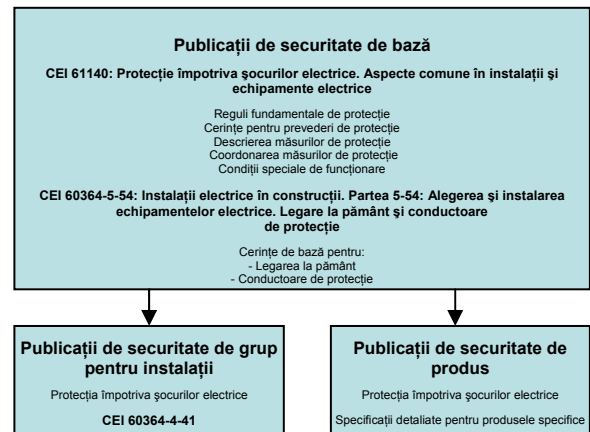 Publicații de securitate de bază
CEI 61140: Protecție împotriva șocurilor electrice. Aspecte comune în instalații și
echipamente electrice
Reguli fundamentale de protecție
Cerințe pentru prevederi de protecție
Descrierea măsurilor de protecție
Coordonarea măsurilor de protecție
Condiții speciale de funcționare
CEI 60364-5-54: Instalații electrice în construcții. Partea 5-54: Alegerea și instalarea
echipamentelor electrice. Legare la pământ și conductoare
de protecție
Cerințe de bază pentru:
- Legarea la pământ
- Conductoare de protecție
Publicații de securitate de grup
pentru instalații
Protecția împotriva șocurilor electrice
CEI 60364-4-41
Publicații de securitate de
produs
Protecția împotriva șocurilor electrice
Specificații detaliate pentru produsele specifice